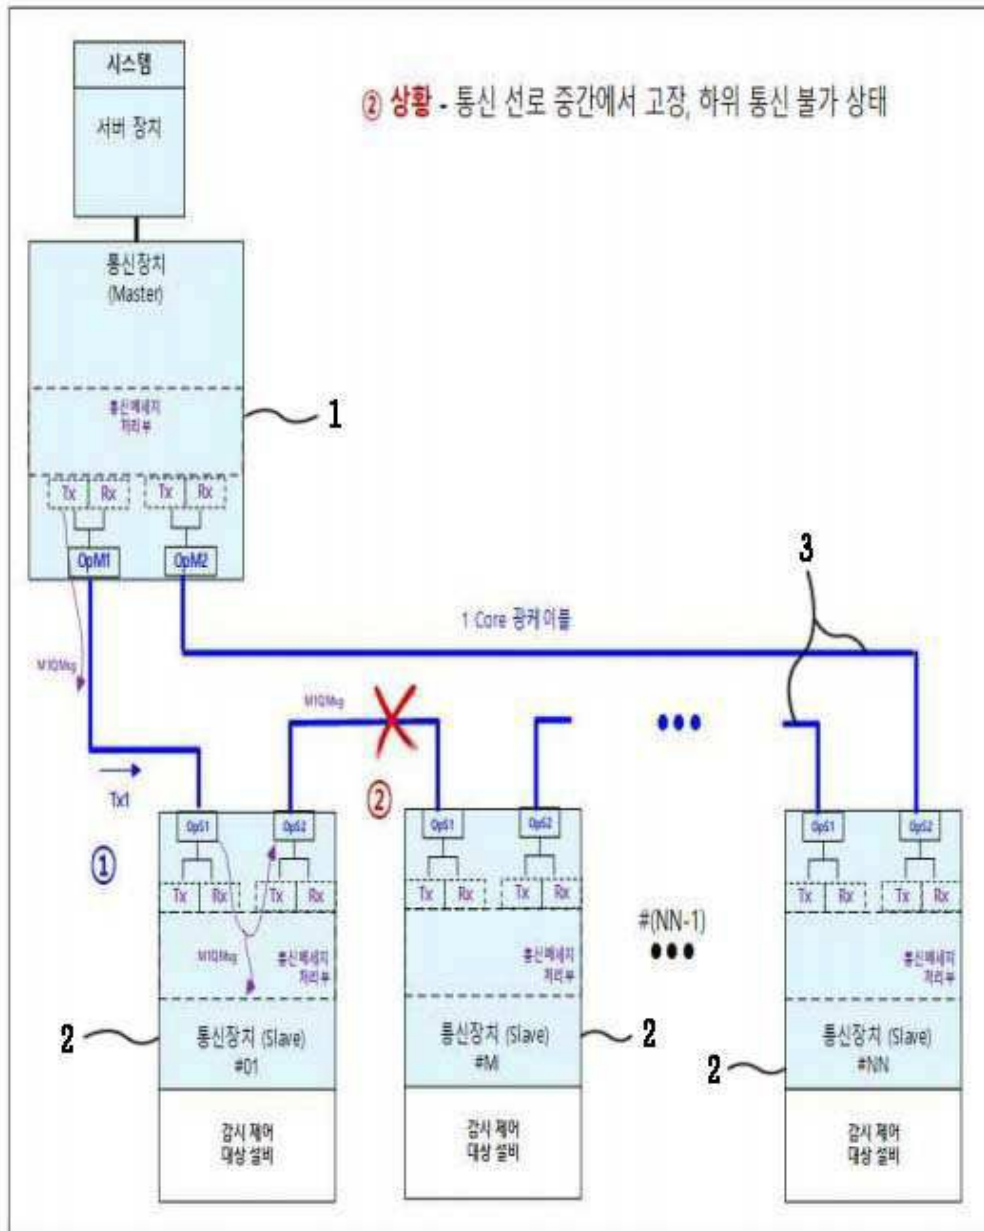 시스템
서버 장치
② 상황 - 통신 선로 중간에서 고장, 하위 통신 불가 상태
통신장치
(Master)
통신메세지
처리부
1
Tx Rx Tx Rx
OpM1 OpM2
3
1 Core 광케이블
M1QMsg
M1QMsg
Tx1
②
①
OpS1 OpS2
OpS1 OpS2
OpS1 OpS2
Tx Rx Tx Rx
Tx Rx Tx Rx
Tx Rx Tx Rx
#(NN-1)
M1QMsg
통신메세지
처리부
통신메세지
처리부
통신메세지
처리부
2
통신장치 (Slave)
#01
2
통신장치 (Slave)
#M
2
통신장치 (Slave)
#NN
감시 제어
대상 설비
감시 제어
대상 설비
감시 제어
대상 설비